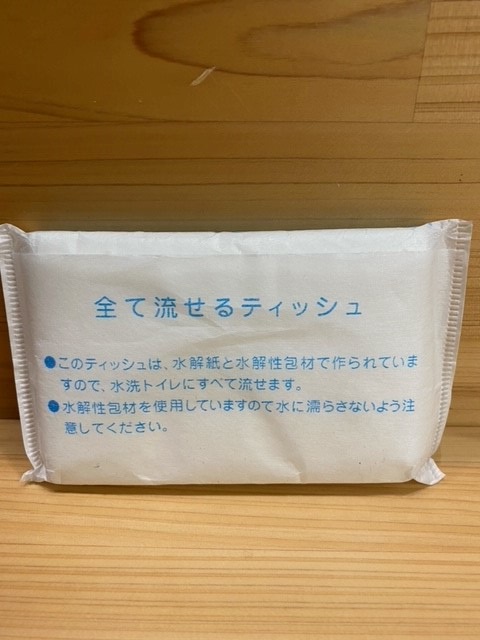 全て流せるティッシュ
●このティッシュは、水解紙と水解性包材で作られていま
すので、水洗トイレにすべて流せます。
●水解性包材を使用していますので水に濡らさないよう注
意してください。